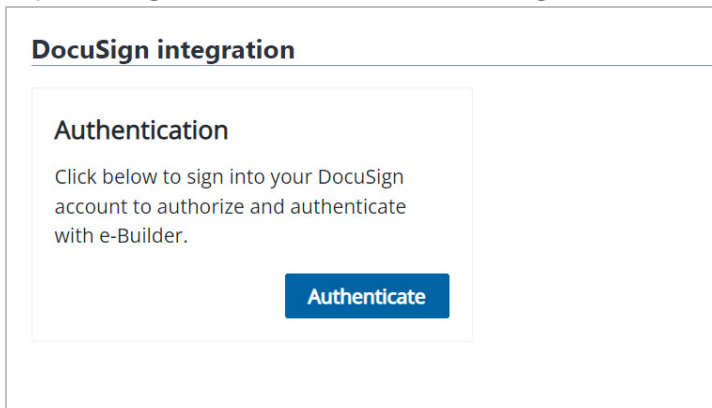 DocuSign integration
Authentication
Click below to sign into your DocuSign
account to authorize and authenticate
with e-Builder.
Authenticate